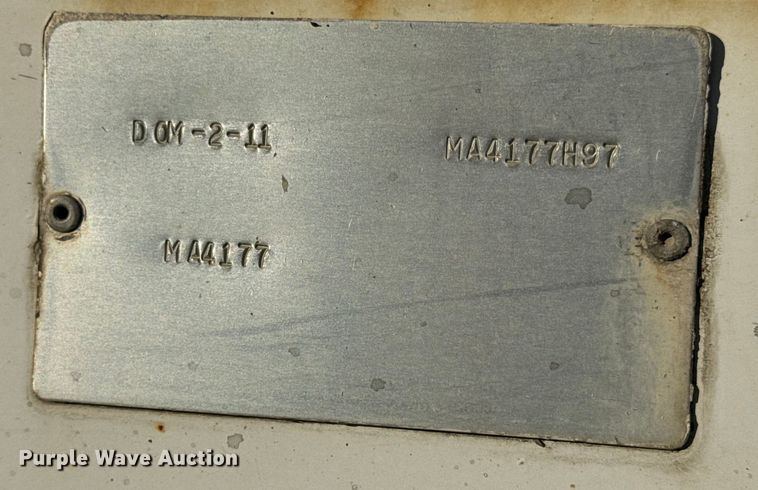 DOM-2-11
MA4177H97
MA4177
Purple Wave Auction